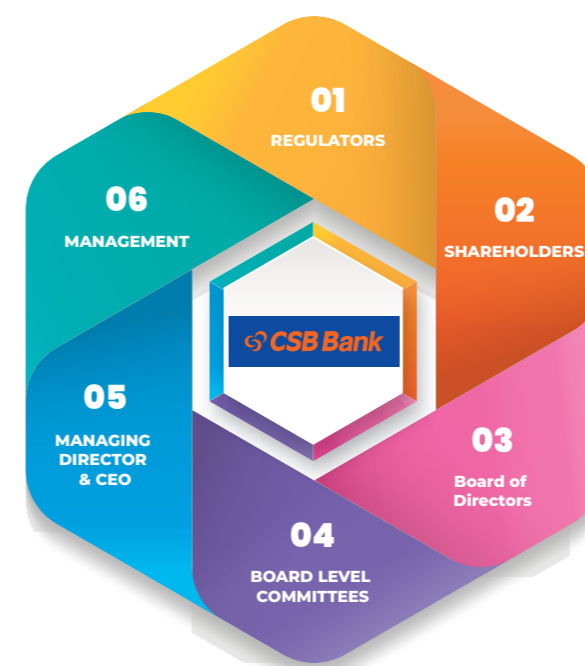 01
REGULATORS
02
SHAREHOLDERS
03
Board of
Directors
04
BOARD LEVEL
COMMITTEES
05
MANAGING
DIRECTOR
& CEO
06
MANAGEMENT
CSB Bank